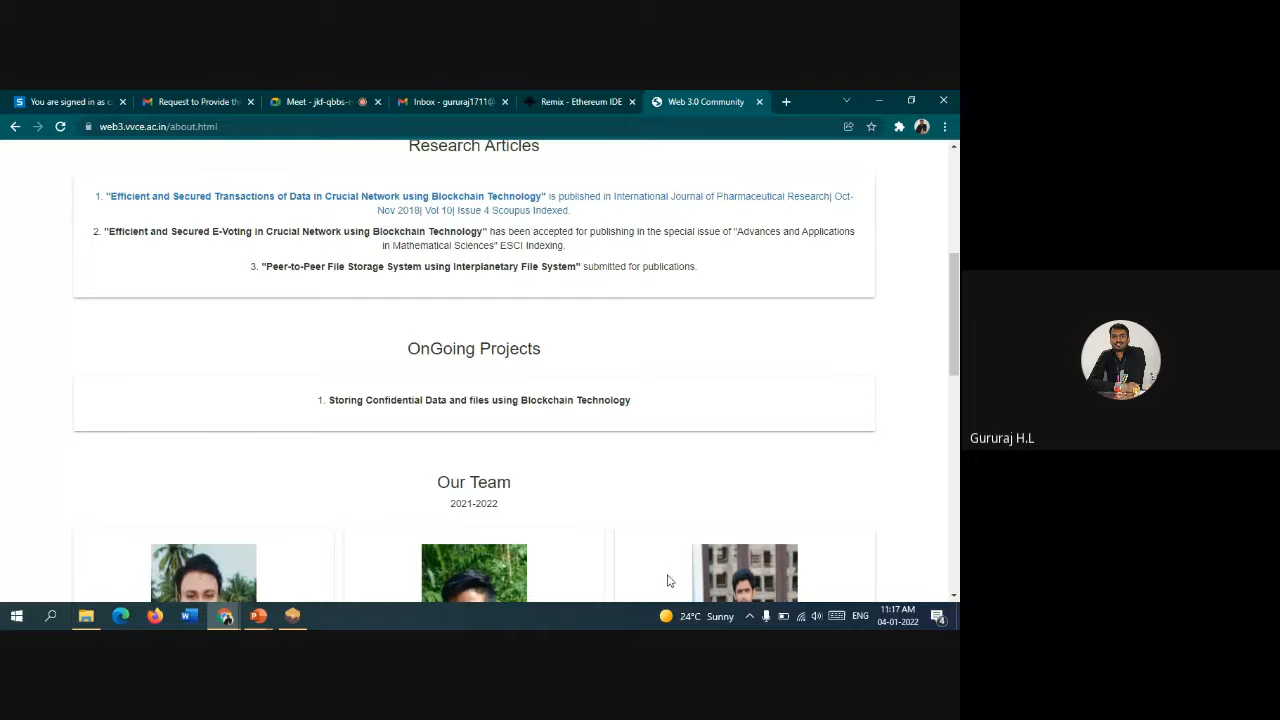 You are signed in as c
Request to Provide the
Meet - jkf-qbbs-
Inbox - gururaj1711@
Remix - Ethereum IDE
Web 3.0 Community
web3.vvce.ac.in/about.html
Research Articles
1. "Efficient and Secured Transactions of Data in Crucial Network using Blockchain Technology" is published in International Journal of Pharmaceutical Research| Oct-
Nov 2018| Vol 10| Issue 4 Scoupus Indexed.
2. "Efficient and Secured E-Voting in Crucial Network using Blockchain Technology" has been accepted for publishing in the special issue of "Advances and Applications
in Mathematical Sciences" ESCI Indexing.
3. "Peer-to-Peer File Storage System using Interplanetary File System" submitted for publications.
OnGoing Projects
1. Storing Confidential Data and files using Blockchain Technology
Our Team
2021-2022
Gururaj H.L
24°C Sunny
ENG
11:17 AM
04-01-2022
4